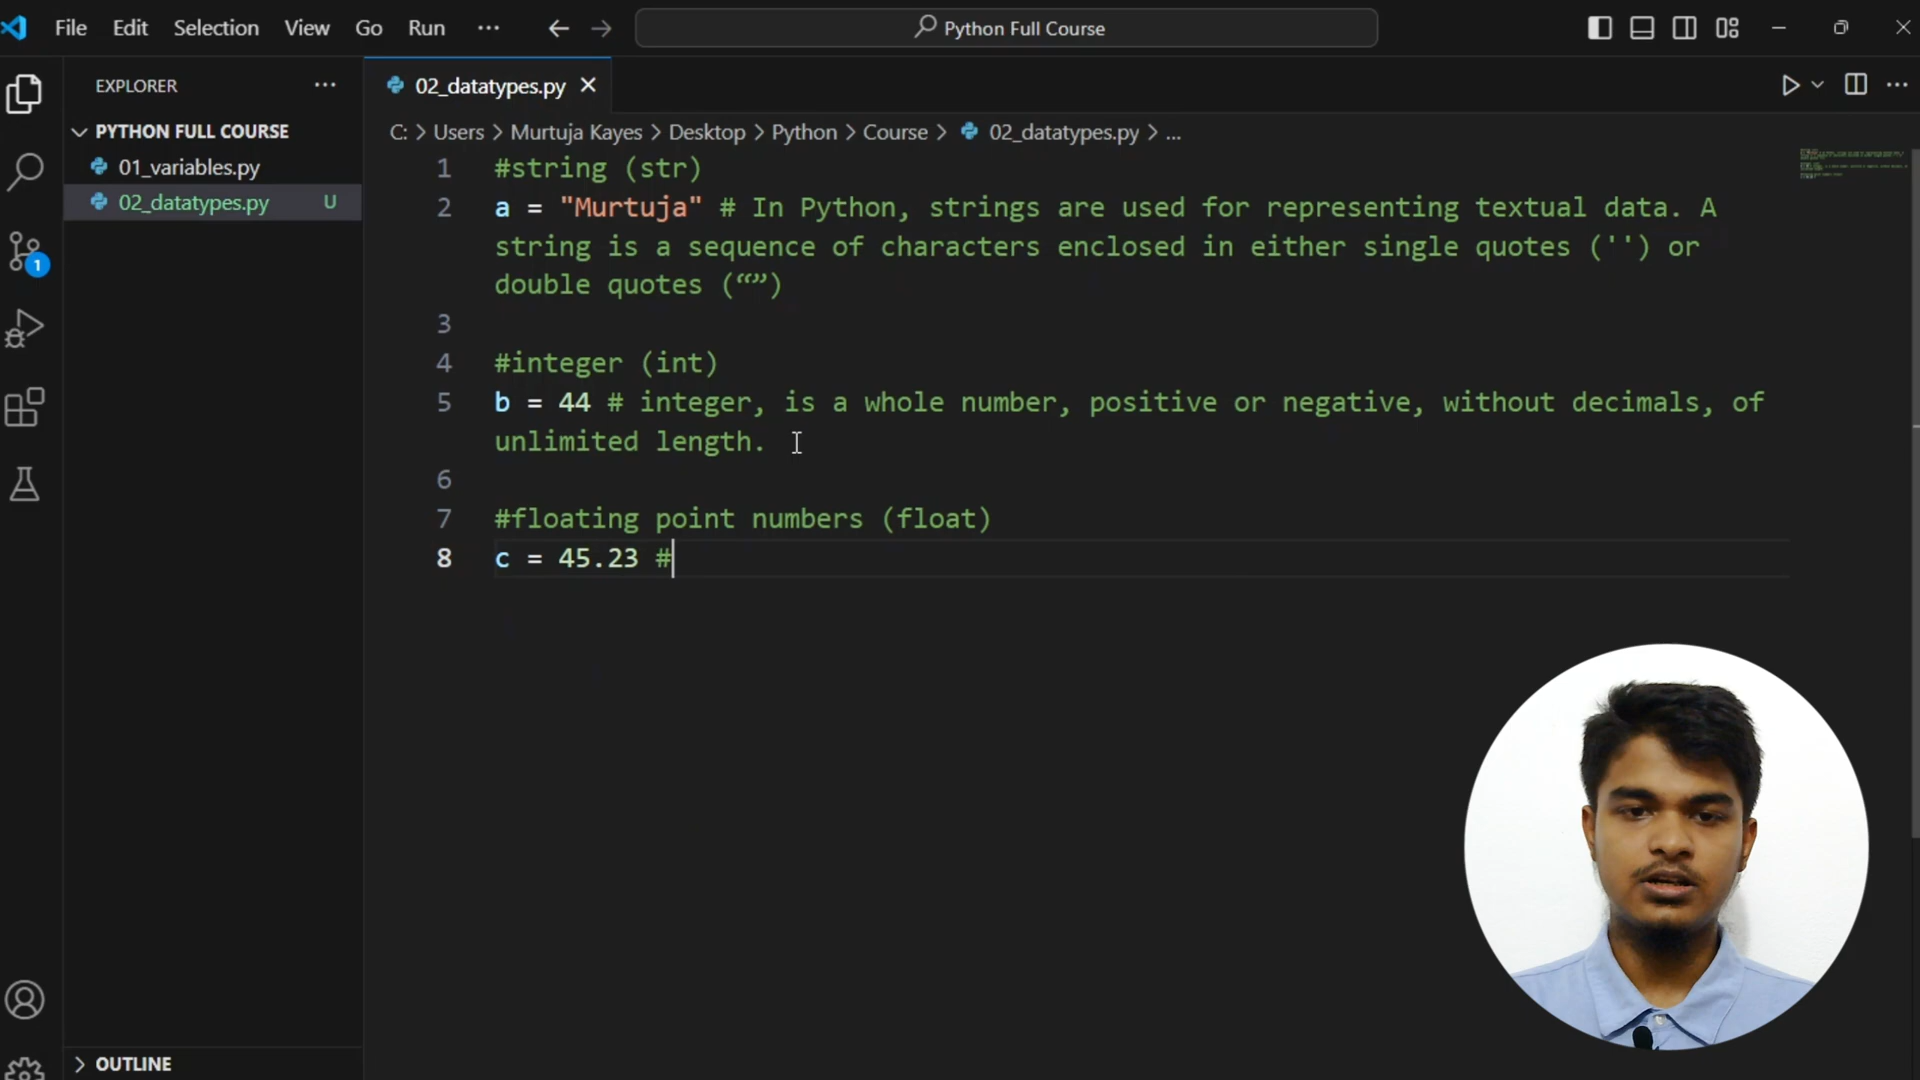 File Edit Selection View Go Run ... Python Full Course
EXPLORER ...
02_datatypes.py
PYTHON FULL COURSE
C: > Users > Murtuja Kayes > Desktop > Python > Course > 02_datatypes.py > ...
01_variables.py
02_datatypes.py U
1 #string (str)
2 a = "Murtuja" # In Python, strings are used for representing textual data. A
string is a sequence of characters enclosed in either single quotes ('') or
double quotes (“”)
3
4 #integer (int)
5 b = 44 # integer, is a whole number, positive or negative, without decimals, of
unlimited length.
6
7 #floating point numbers (float)
8 c = 45.23 #
1
OUTLINE